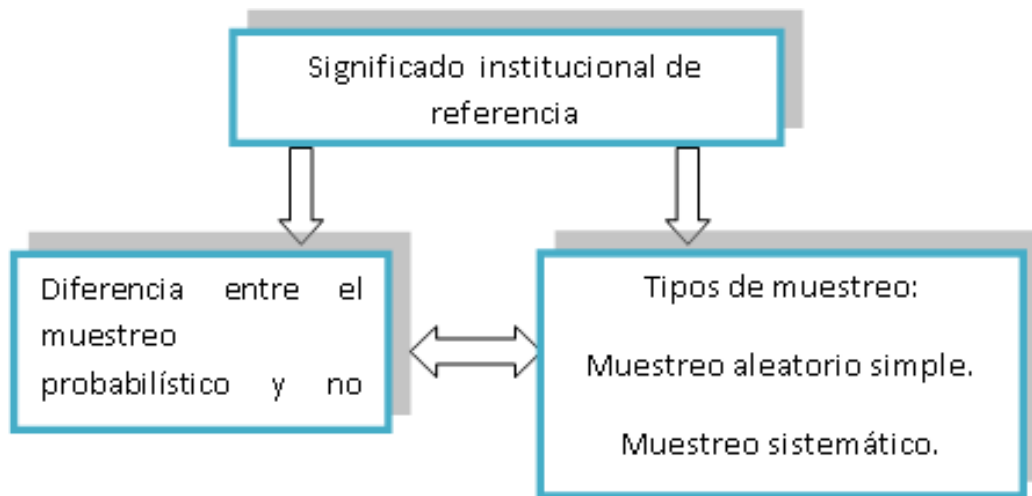 Significado institucional de
referencia
Diferencia entre el
muestreo
probabilístico y no
Tipos de muestreo:
Muestreo aleatorio simple.
Muestreo sistemático.